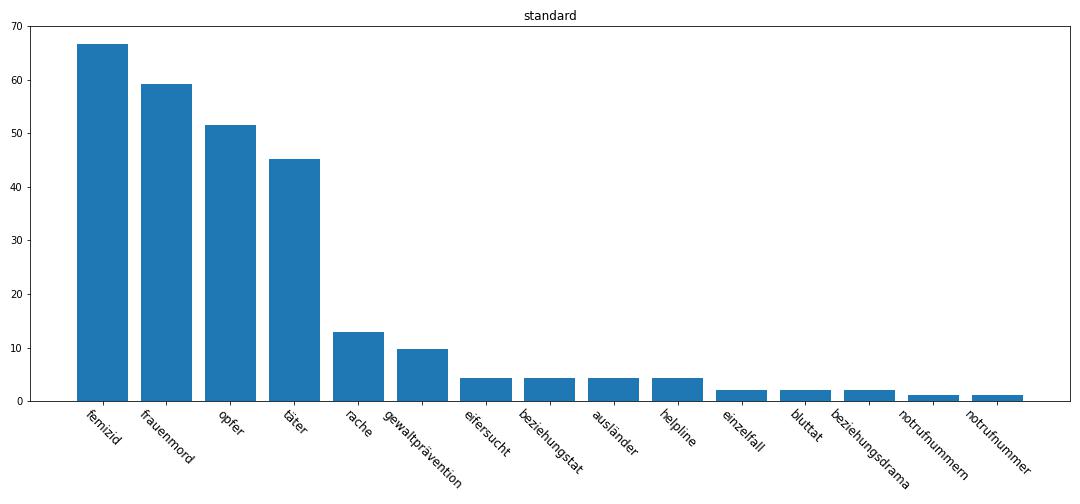 standard
70
60
50
40
30
20
10
0
femizid
frauenmord
opfer
täter
rache
gewaltprävention
eifersucht
beziehungstat
ausländer
helpline
einzelfall
bluttat
beziehungsdrama
notrufnummern
notrufnummer